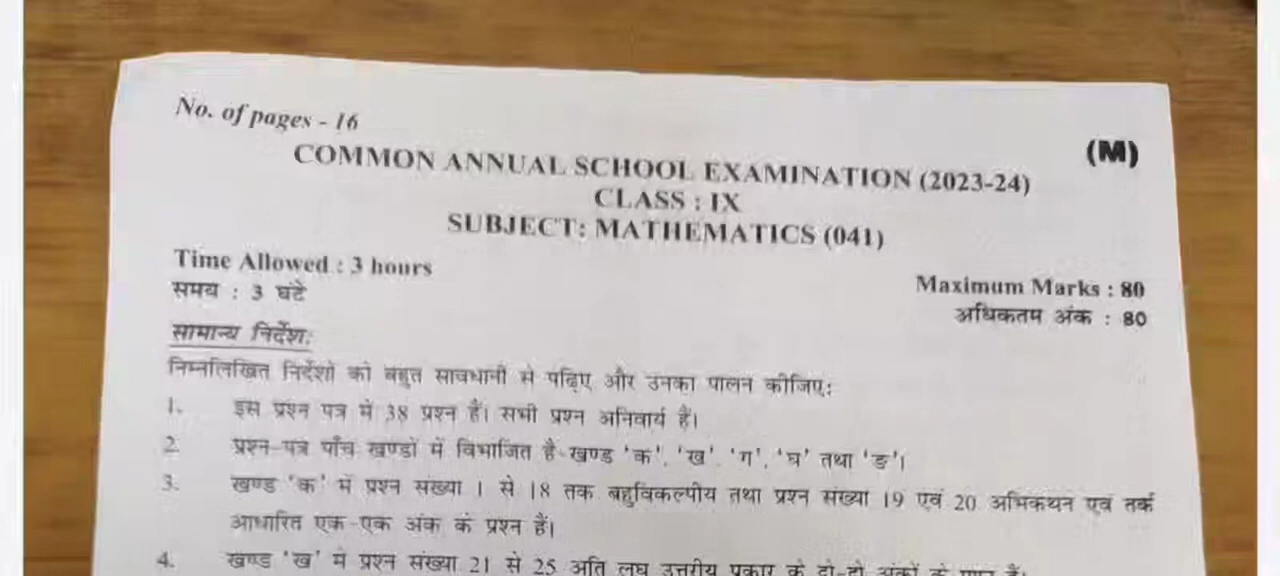 No. of pages - 16
(M)
COMMON ANNUAL SCHOOL EXAMINATION (2023-24)
CLASS : IX
SUBJECT: MATHEMATICS (041)
Time Allowed : 3 hours
Maximum Marks : 80
समय : 3 घंटे
अधिकतम अंक : 80
सामान्य निर्देश:
निम्नलिखित निर्देशो को बहुत सावधानी से पढ़िए और उनका पालन कीजिए:
1. इस प्रश्न पत्र में 38 प्रश्न हैं। सभी प्रश्न अनिवार्य हैं।
2. प्रश्न-पत्र पाँच खण्डों में विभाजित है-खण्ड 'क', 'ख', 'ग', 'घ' तथा 'ङ'।
3. खण्ड 'क' में प्रश्न संख्या 1 से 18 तक बहुविकल्पीय तथा प्रश्न संख्या 19 एवं 20 अभिकथन एवं तर्क
आधारित एक-एक अंक के प्रश्न हैं।
4. खण्ड 'ख' में प्रश्न संख्या 21 से 25 अति लघु उत्तरीय प्रकार के दो-दो अंकों के प्रश्न हैं।